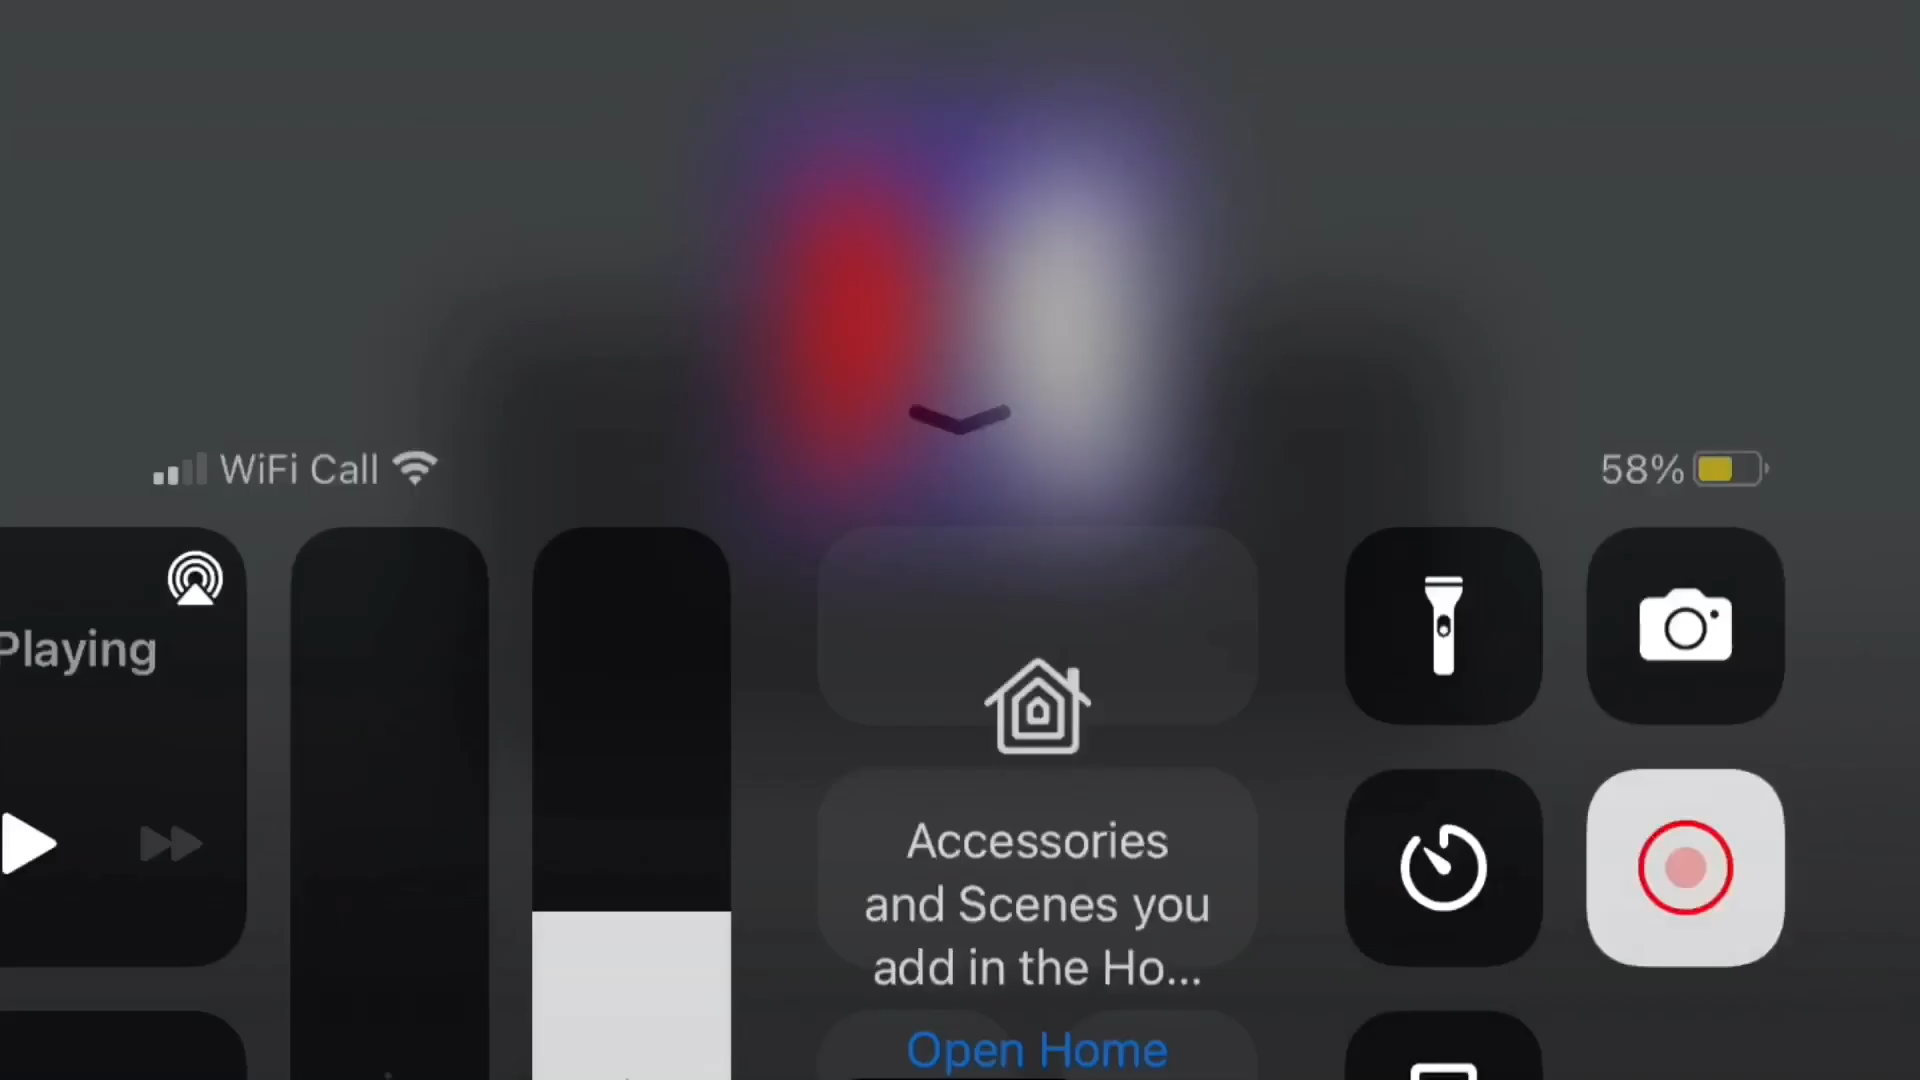 WiFi Call
58%
Playing
Accessories
and Scenes you
add in the Ho...
Open Home